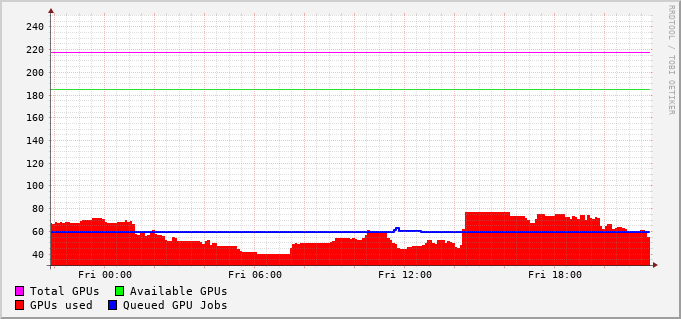 240
220
200
180
160
140
120
100
80
60
40
Fri 00:00 Fri 06:00 Fri 12:00 Fri 18:00
Total GPUs Available GPUs
GPUs used Queued GPU Jobs
RRDTOOL / TOBI OETIKER